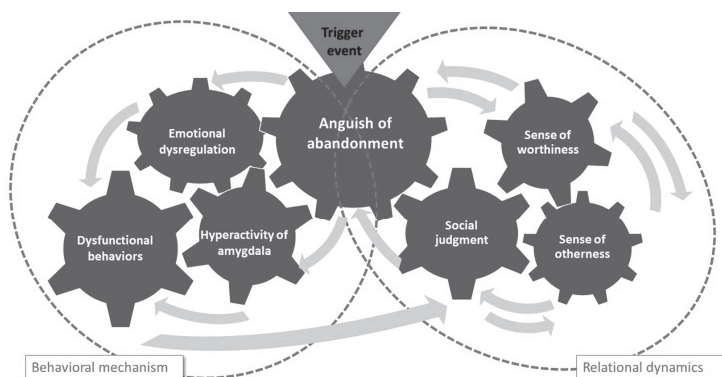 Trigger
event
Anguish of
abandonment
Emotional
dysregulation
Sense of
worthiness
Dysfunctional
behaviors
Hyperactivity of
amygdala
Social
judgment
Sense of
otherness
Behavioral mechanism
Relational dynamics